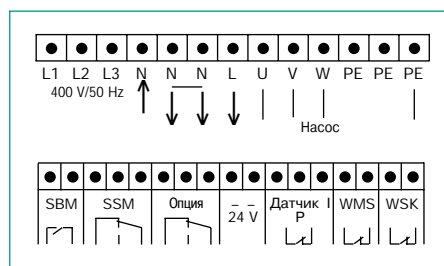 L1 L2 L3 N N N L U V W PE PE PE
400 V/50 Hz
Насос
SBM SSM Опция 24 V Датчик I WMS WSK
P